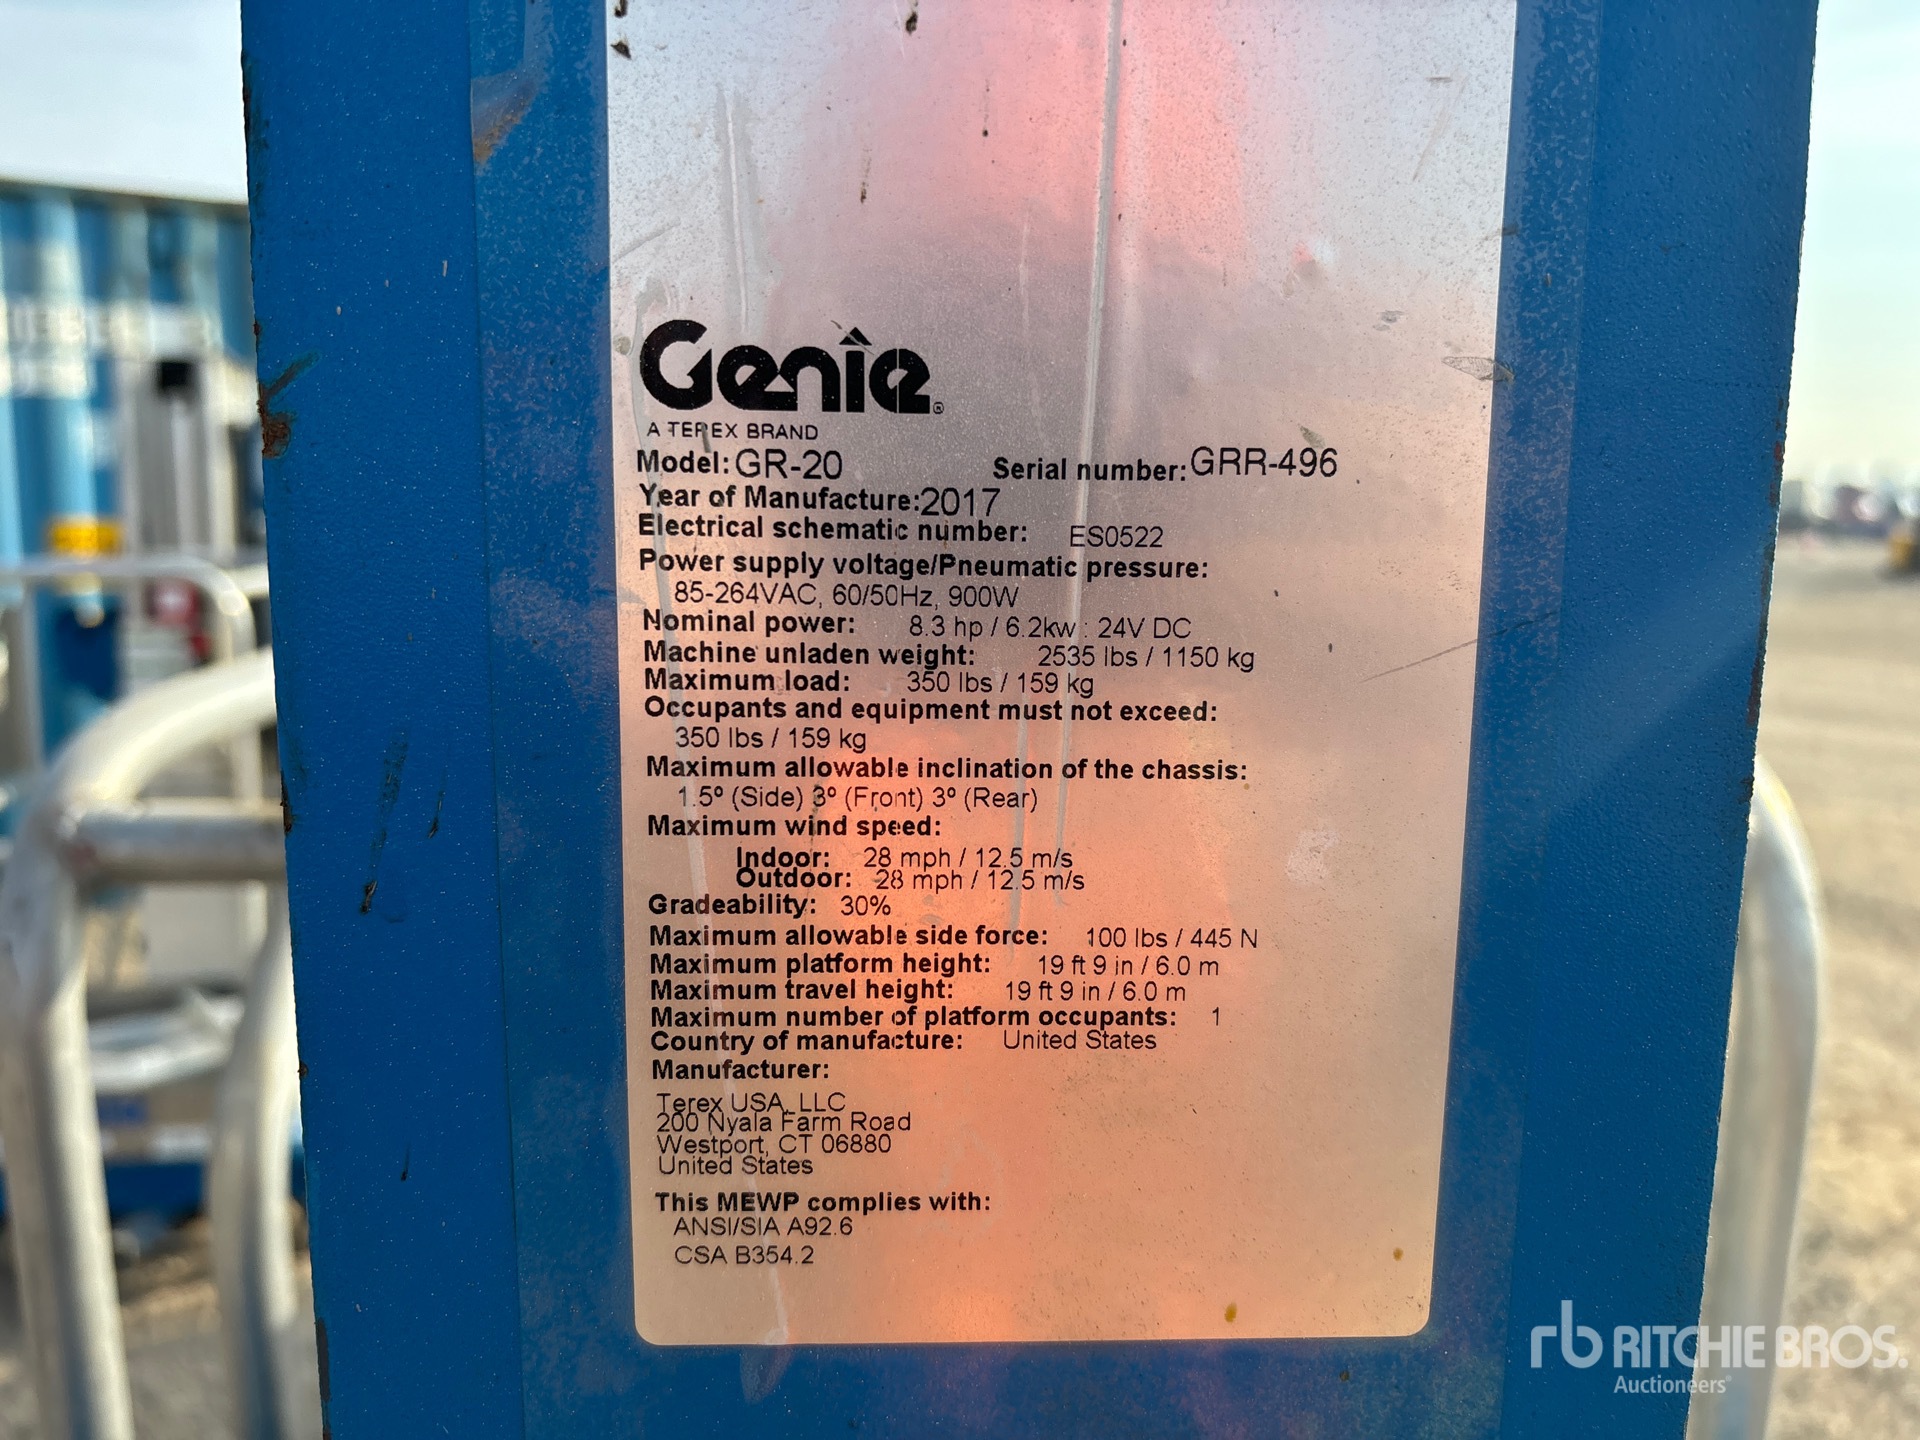 Genie®
A TEREX BRAND
Model: GR-20 Serial number: GRR-496
Year of Manufacture: 2017
Electrical schematic number: ES0522
Power supply voltage/Pneumatic pressure:
85-264VAC, 60/50Hz, 900W
Nominal power: 8.3 hp / 6.2kw : 24V DC
Machine unladen weight: 2535 lbs / 1150 kg
Maximum load: 350 lbs / 159 kg
Occupants and equipment must not exceed:
350 lbs / 159 kg
Maximum allowable inclination of the chassis:
1.5º (Side) 3º (Front) 3º (Rear)
Maximum wind speed:
Indoor: 28 mph / 12.5 m/s
Outdoor: 28 mph / 12.5 m/s
Gradeability: 30%
Maximum allowable side force: 100 lbs / 445 N
Maximum platform height: 19 ft 9 in / 6.0 m
Maximum travel height: 19 ft 9 in / 6.0 m
Maximum number of platform occupants: 1
Country of manufacture: United States
Manufacturer:
Terex USA, LLC
200 Nyala Farm Road
Westport, CT 06880
United States
This MEWP complies with:
ANSI/SIA A92.6
CSA B354.2
rb RITCHIE BROS.
Auctioneers